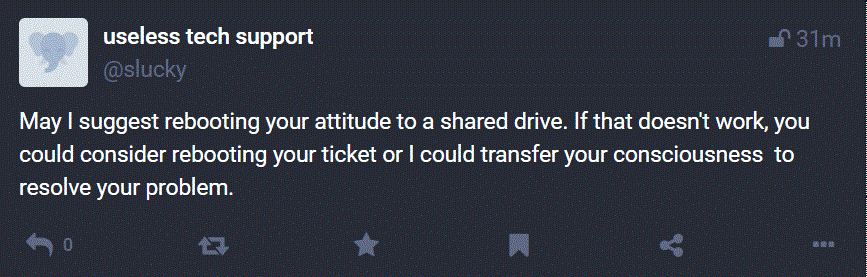 useless tech support
31m
@slucky
May I suggest rebooting your attitude to a shared drive. If that doesn't work, you
could consider rebooting your ticket or I could transfer your consciousness  to
resolve your problem.
0